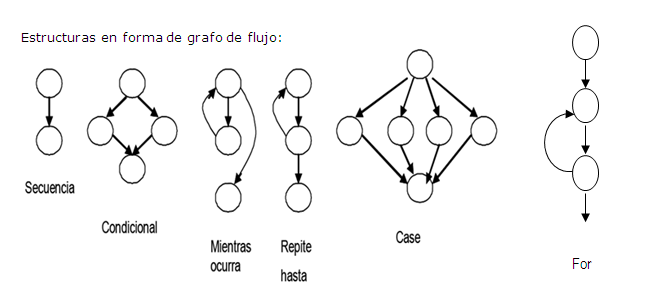 Estructuras en forma de grafo de flujo:
Secuencia
Condicional
Mientras
ocurra
Repite
hasta
Case
For